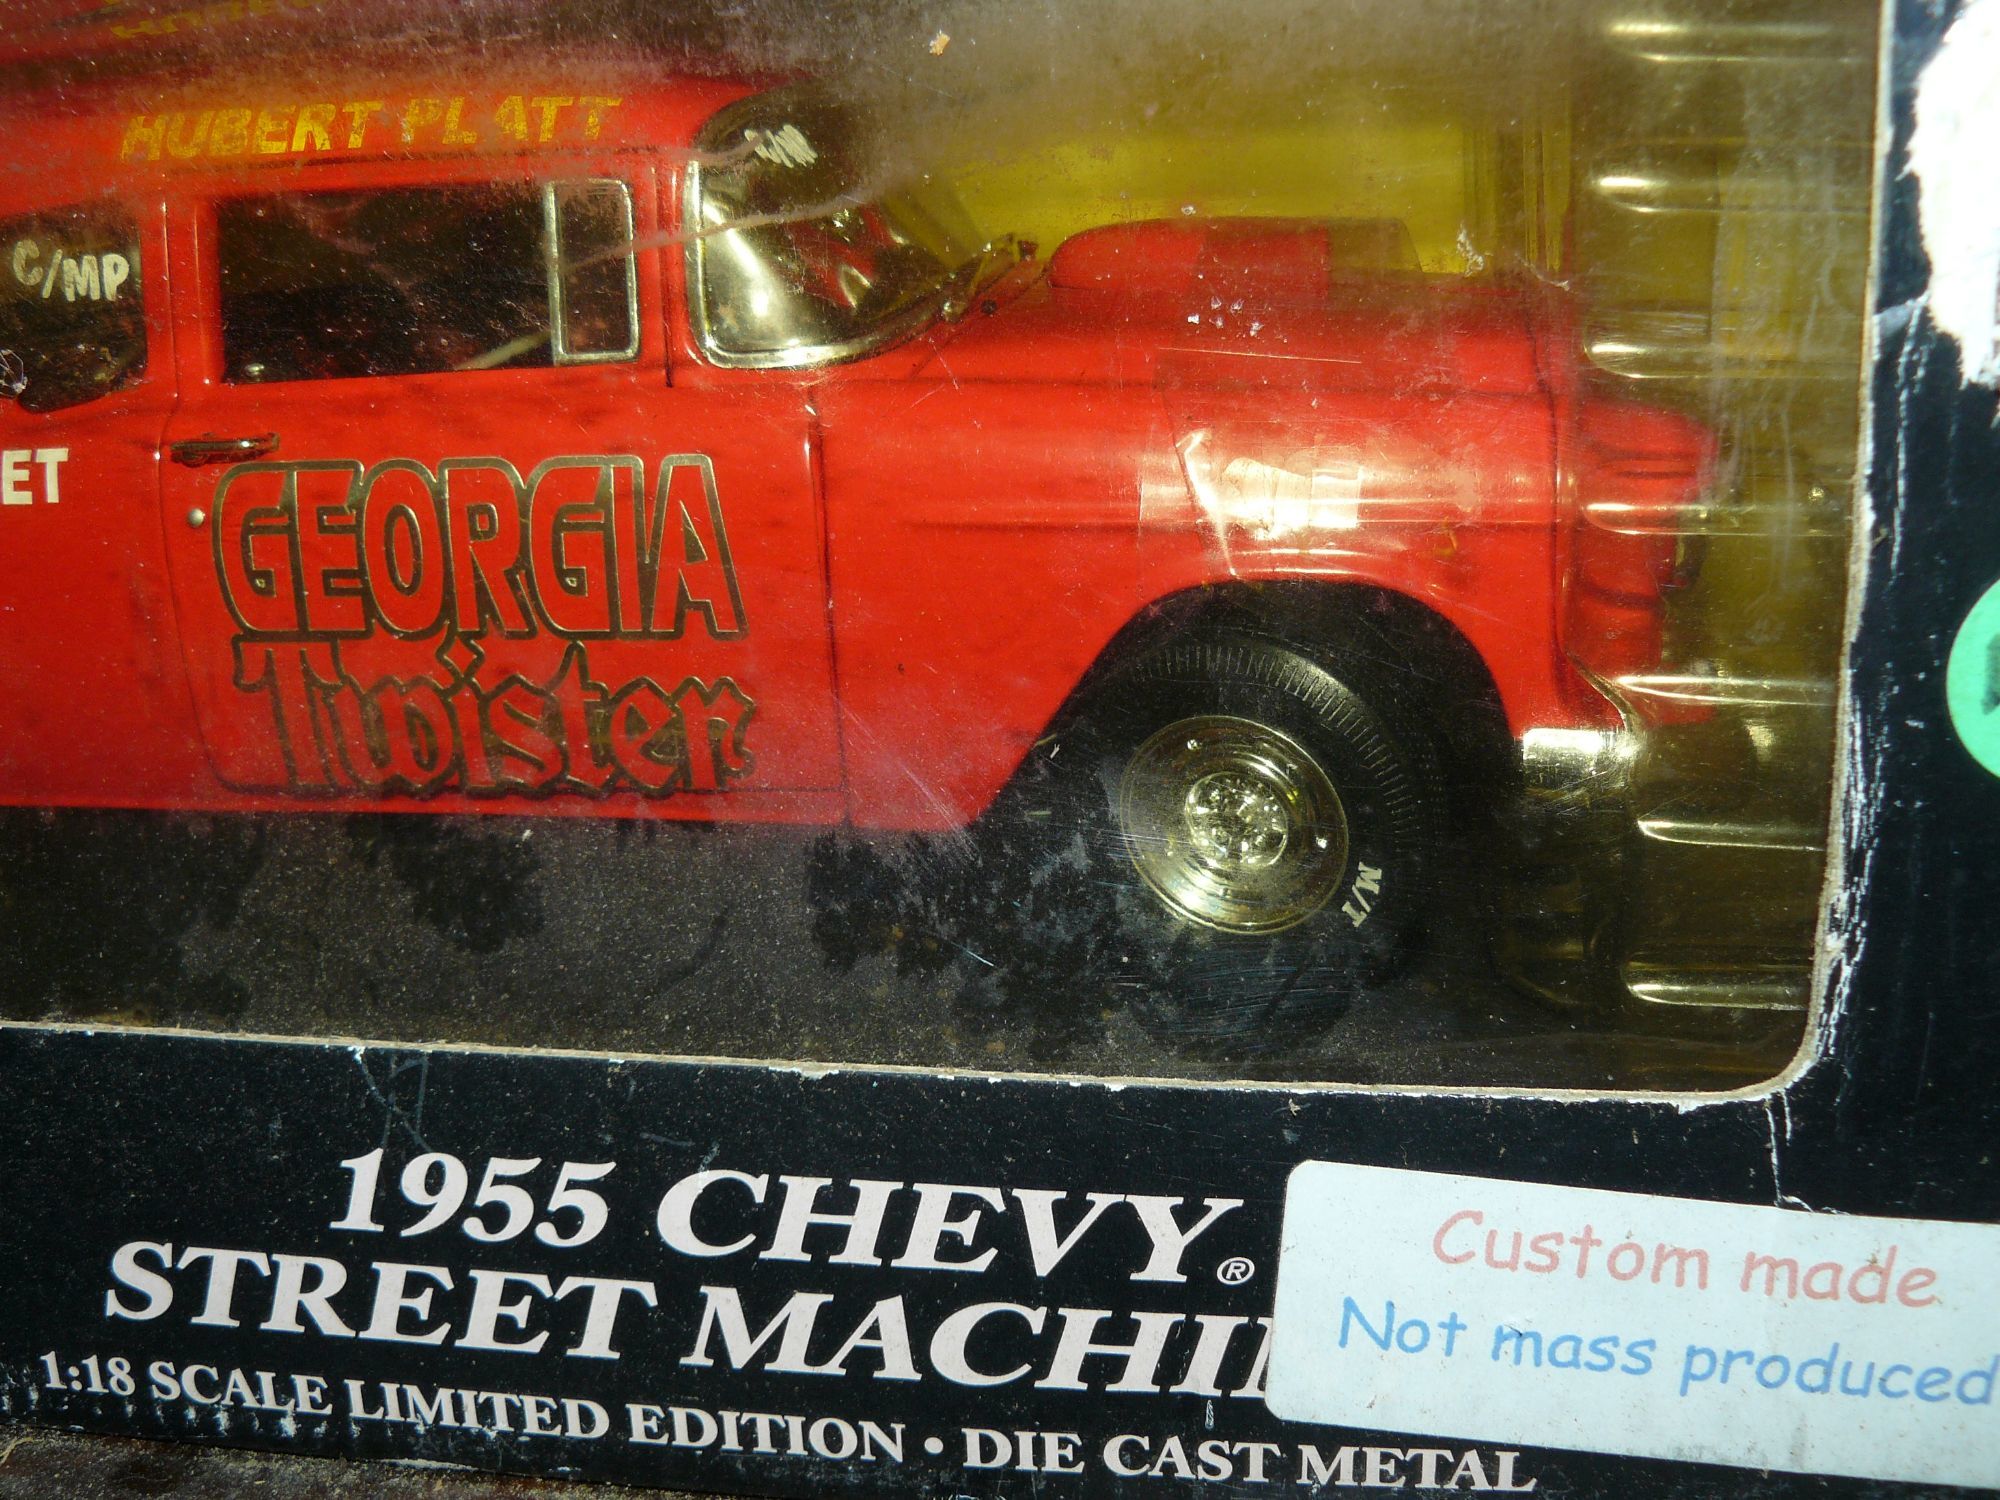 HUBERT PLATT
C/MP
ET
GEORGIA
Twister
M/T
1955 CHEVY®
STREET MACHI
1:18 SCALE LIMITED EDITION • DIE CAST METAL
Custom made
Not mass produced